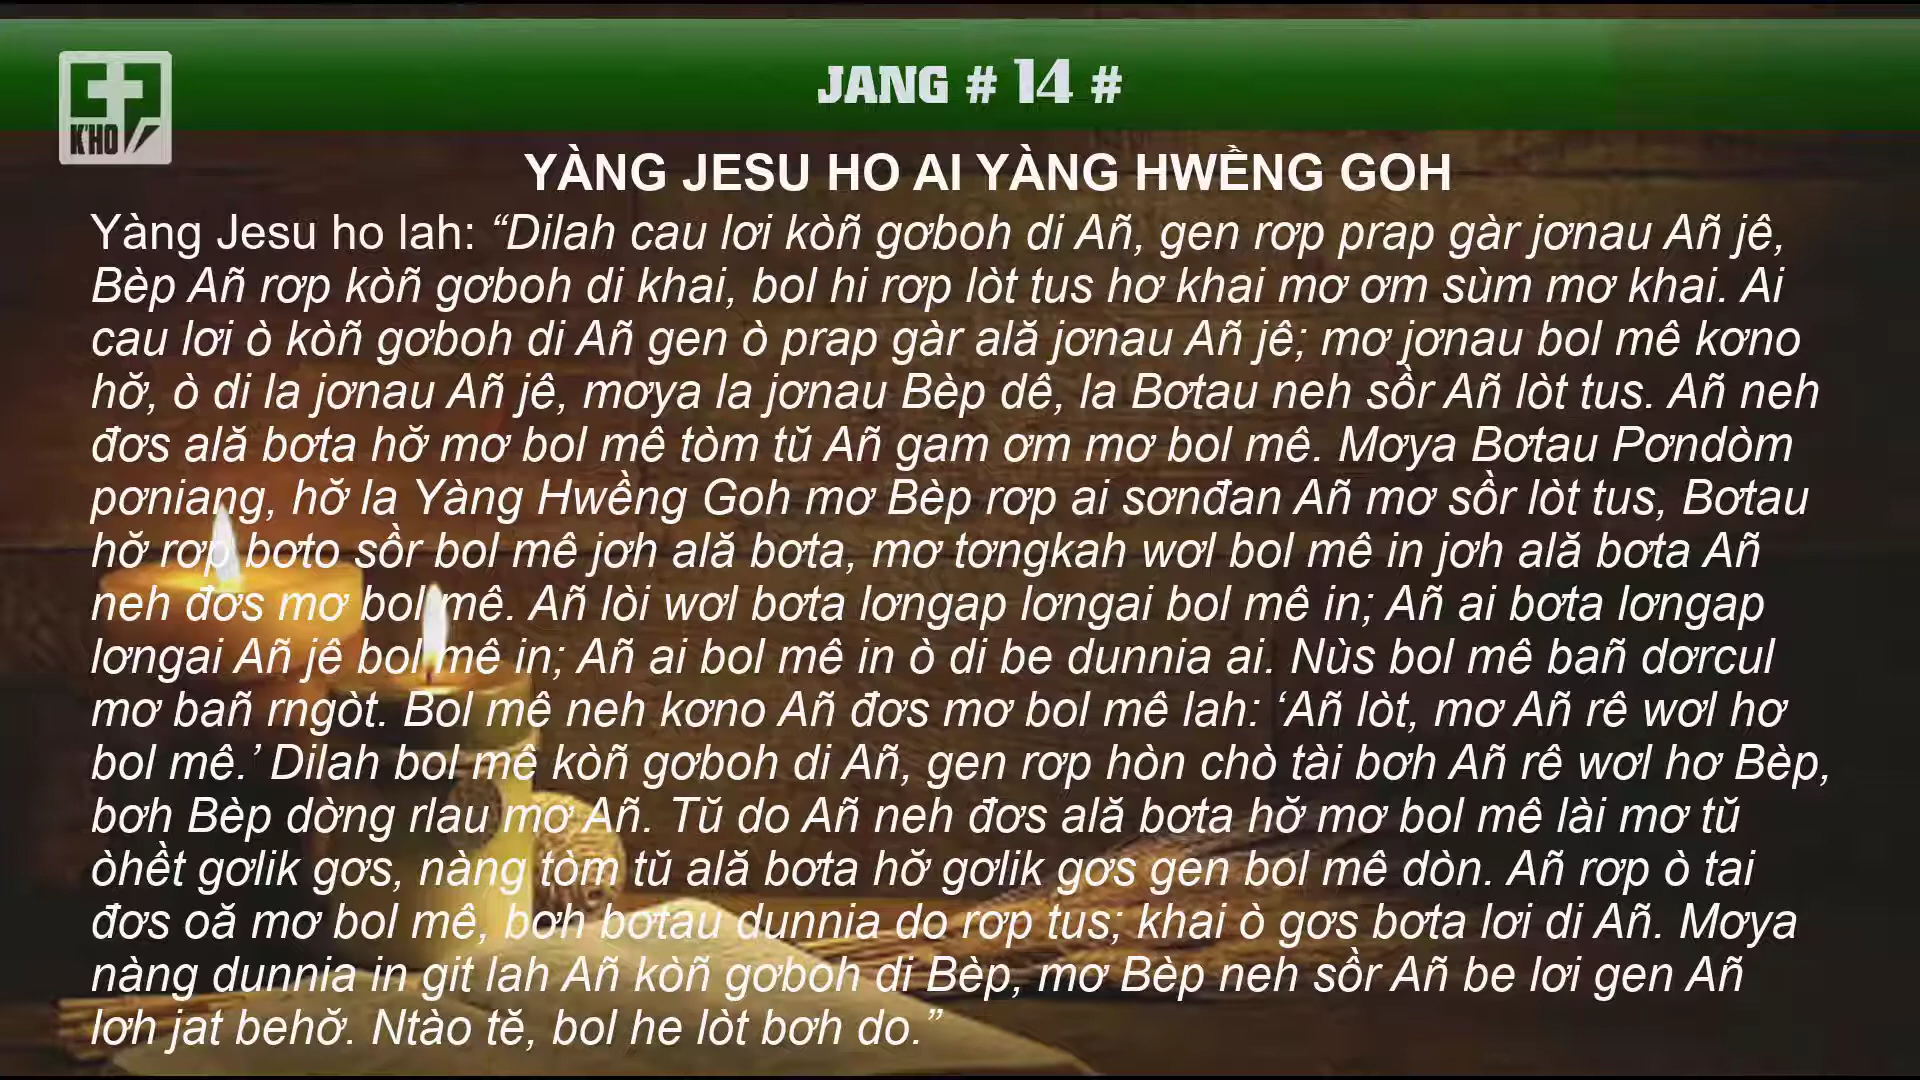 K'HO
JANG # 14 #
YÀNG JESU HO AI YÀNG HWỀNG GOH
Yàng Jesu ho lah: “Dilah cau lơi kòñ gơboh di Añ, gen rơp prap gàr jơnau Añ jê,
Bèp Añ rơp kòñ gơboh di khai, bol hi rơp lòt tus hơ khai mơ ơm sùm mơ khai. Ai
cau lơi ò kòñ gơboh di Añ gen ò prap gàr ală jơnau Añ jê; mơ jơnau bol mê kơno
hơ̆, ò di la jơnau Añ jê, mơya la jơnau Bèp dê, la Bơtau neh sồr Añ lòt tus. Añ neh
đơs ală bơta hơ̆ mơ bol mê tòm tŭ Añ gam ơm mơ bol mê. Mơya Bơtau Pơndòm
pơniang, hơ̆ la Yàng Hwềng Goh mơ Bèp rơp ai sơnđan Añ mơ sồr lòt tus, Bơtau
hơ̆ rơp bơto sồr bol mê jơh ală bơta, mơ tơngkah wơl bol mê in jơh ală bơta Añ
neh đơs mơ bol mê. Añ lòi wơl bơta lơngap lơngai bol mê in; Añ ai bơta lơngap
lơngai Añ jê bol mê in; Añ ai bol mê in ò di be dunnia ai. Nùs bol mê bañ dơrcul
mơ bañ rngòt. Bol mê neh kơno Añ đơs mơ bol mê lah: ‘Añ lòt, mơ Añ rê wơl hơ
bol mê.’ Dilah bol mê kòñ gơboh di Añ, gen rơp hòn chò tài bơh Añ rê wơl hơ Bèp,
bơh Bèp dờng rlau mơ Añ. Tŭ do Añ neh đơs ală bơta hơ̆ mơ bol mê lài mơ tŭ
òhềt gơlik gơs, nàng tòm tŭ ală bơta hơ̆ gơlik gơs gen bol mê dòn. Añ rơp ò tai
đơs oă mơ bol mê, bơh bơtau dunnia do rơp tus; khai ò gơs bơta lơi di Añ. Mơya
nàng dunnia in git lah Añ kòñ gơboh di Bèp, mơ Bèp neh sồr Añ be lơi gen Añ
lơh jat behơ̆. Ntào tĕ, bol he lòt bơh do.”